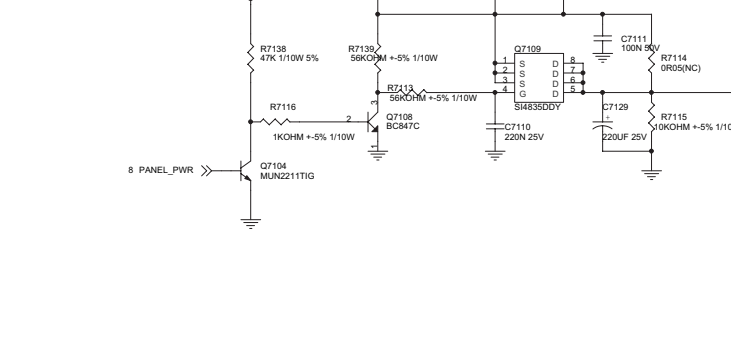 R7138
47K 1/10W 5%
R7139
56KOHM +-5% 1/10W
Q7109
C7111
100N 50V
R7114
0R05(NC)
1 S D 8
2 S D 7
3 S D 6
4 G D 5
SI4835DDY
R7113
56KOHM +-5% 1/10W
3
R7116
1KOHM +-5% 1/10W
2
Q7108
BC847C
1
C7110
220N 25V
C7129
+
220UF 25V
R7115
10KOHM +-5% 1/10
8 PANEL_PWR
Q7104
MUN2211TIG